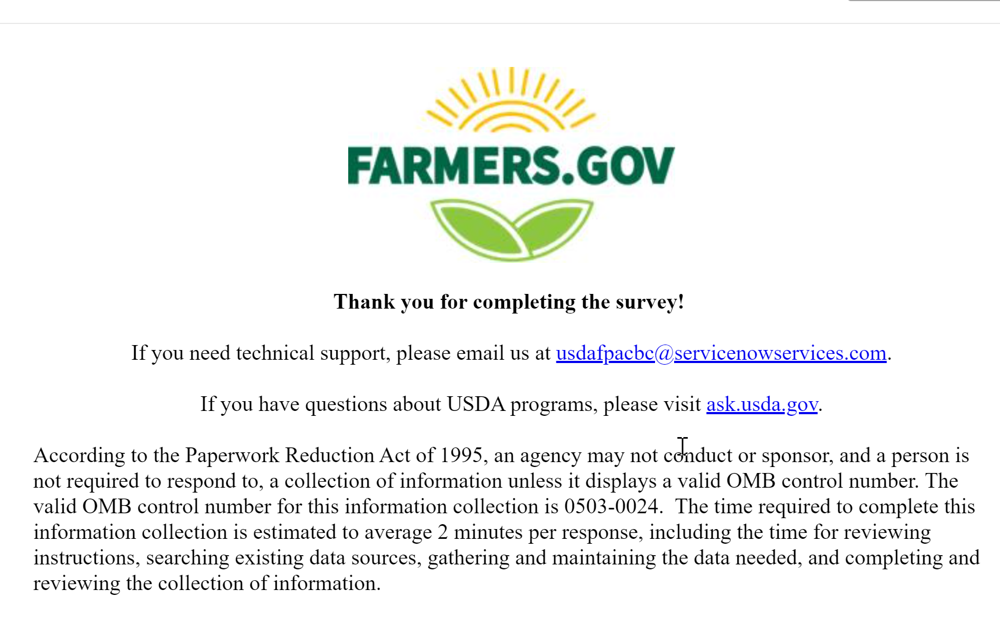 FARMERS.GOV
Thank you for completing the survey!
If you need technical support, please email us at usdafpacbc@servicenowservices.com.
If you have questions about USDA programs, please visit ask.usda.gov.
According to the Paperwork Reduction Act of 1995, an agency may not conduct or sponsor, and a person is
not required to respond to, a collection of information unless it displays a valid OMB control number. The
valid OMB control number for this information collection is 0503-0024.  The time required to complete this
information collection is estimated to average 2 minutes per response, including the time for reviewing
instructions, searching existing data sources, gathering and maintaining the data needed, and completing and
reviewing the collection of information.